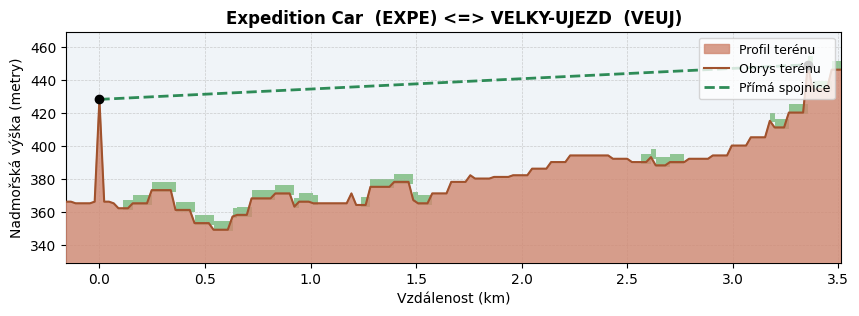 Expedition Car (EXPE) <=> VELKY-UJEZD (VEUJ)
Nadmořská výška (metry)
460
440
420
400
380
360
340
Profil terénu
Obrys terénu
Přímá spojnice
0.0
0.5
1.0
1.5
2.0
2.5
3.0
3.5
Vzdálenost (km)